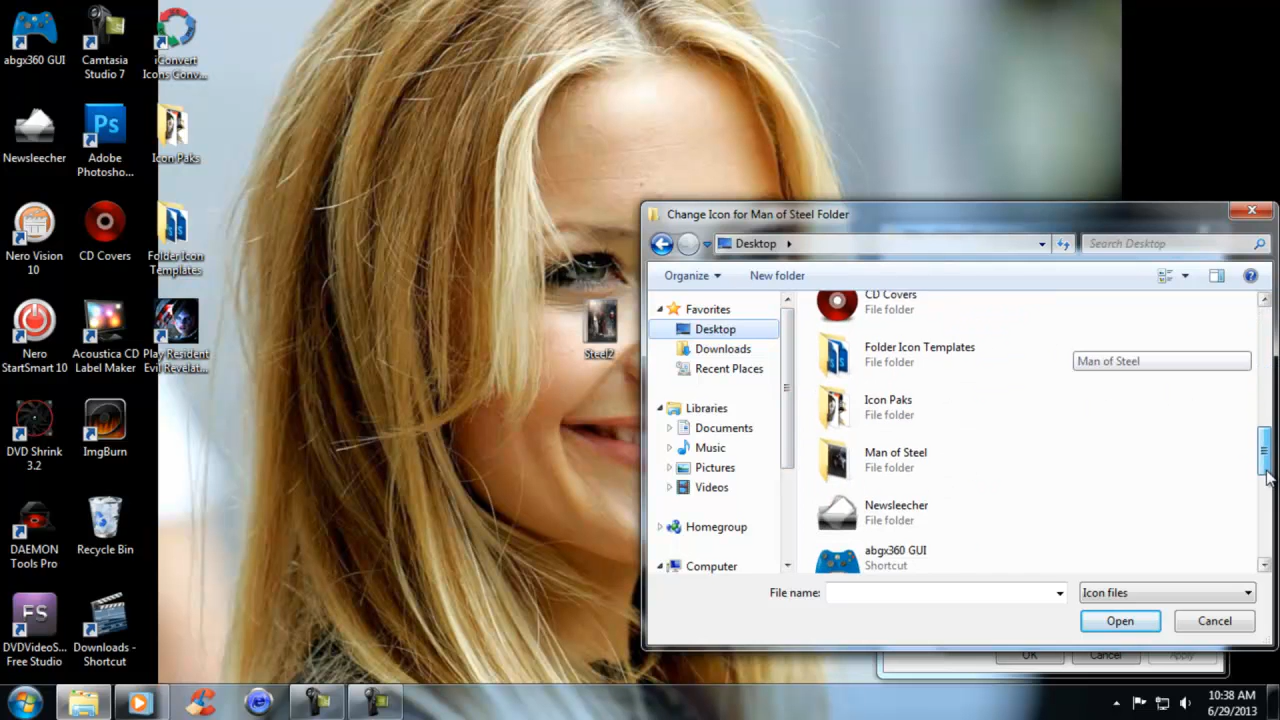 abgx360 GUI
Camtasia
Studio 7
iConvert
Icons Conv...
Newsleecher
Adobe
Photosho...
Icon Paks
Nero Vision
10
CD Covers
Folder Icon
Templates
Nero
StartSmart 10
Acoustica CD
Label Maker
Play Resident
Evil Revelat...
DVD Shrink
3.2
ImgBurn
DAEMON
Tools Pro
Recycle Bin
DVDVideoS...
Free Studio
Downloads -
Shortcut
Ps
FS
Steel2
Change Icon for Man of Steel Folder
Desktop
Search Desktop
Organize
New folder
Favorites
Desktop
Downloads
Recent Places
Libraries
Documents
Music
Pictures
Videos
Homegroup
Computer
CD Covers
File folder
Folder Icon Templates
File folder
Man of Steel
Icon Paks
File folder
Man of Steel
File folder
Newsleecher
File folder
abgx360 GUI
Shortcut
File name:
Icon files
Open
Cancel
OK
Cancel
Apply
10:38 AM
6/29/2013